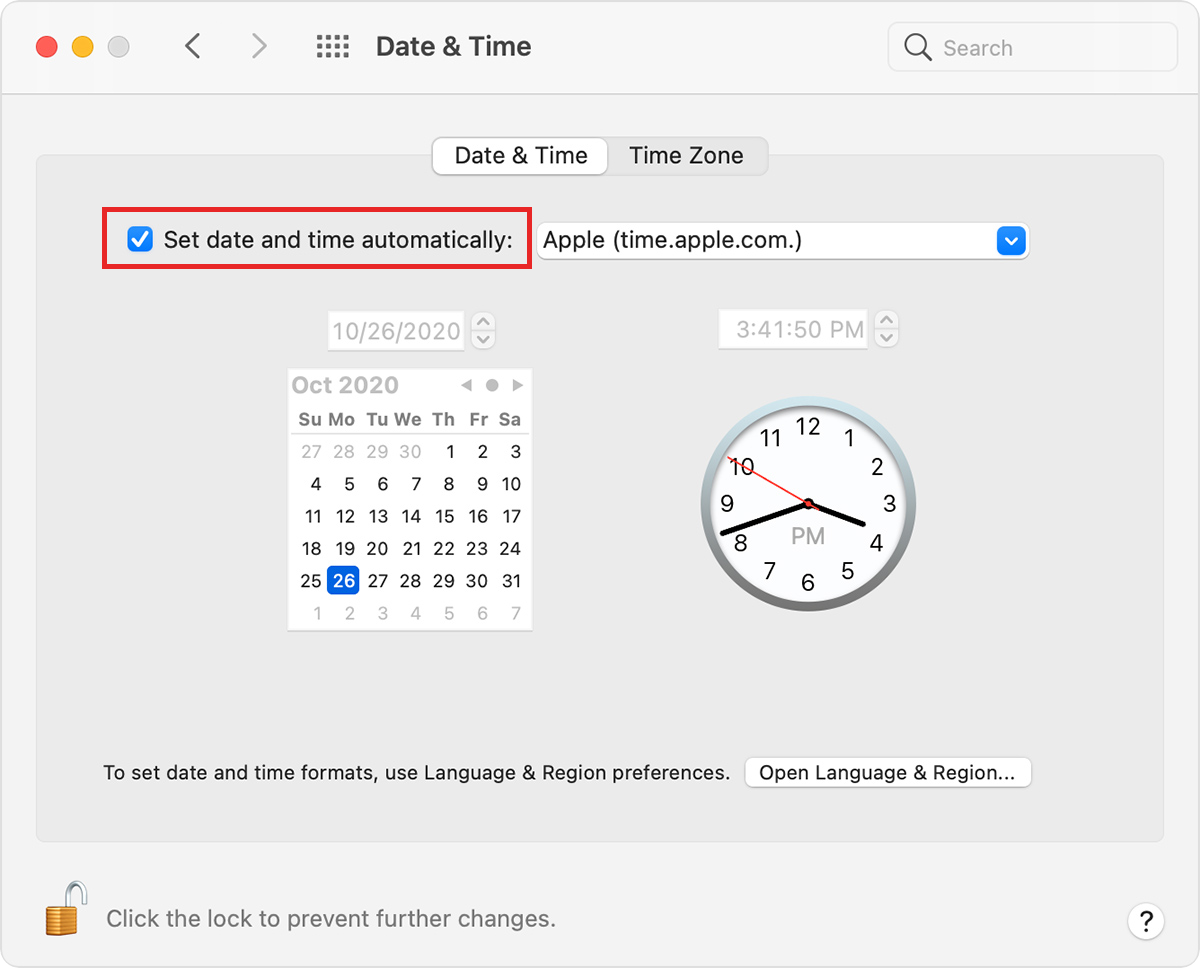 Date & Time
Search
Date & Time Time Zone
Set date and time automatically: Apple (time.apple.com.)
10/26/2020 3:41:50 PM
Oct 2020
Su Mo Tu We Th Fr Sa
27 28 29 30 1 2 3
4 5 6 7 8 9 10
11 12 13 14 15 16 17
18 19 20 21 22 23 24
25 26 27 28 29 30 31
1 2 3 4 5 6 7
12
11 1
10 2
9 3
PM
8 4
7 5
6
To set date and time formats, use Language & Region preferences. Open Language & Region...
Click the lock to prevent further changes. ?